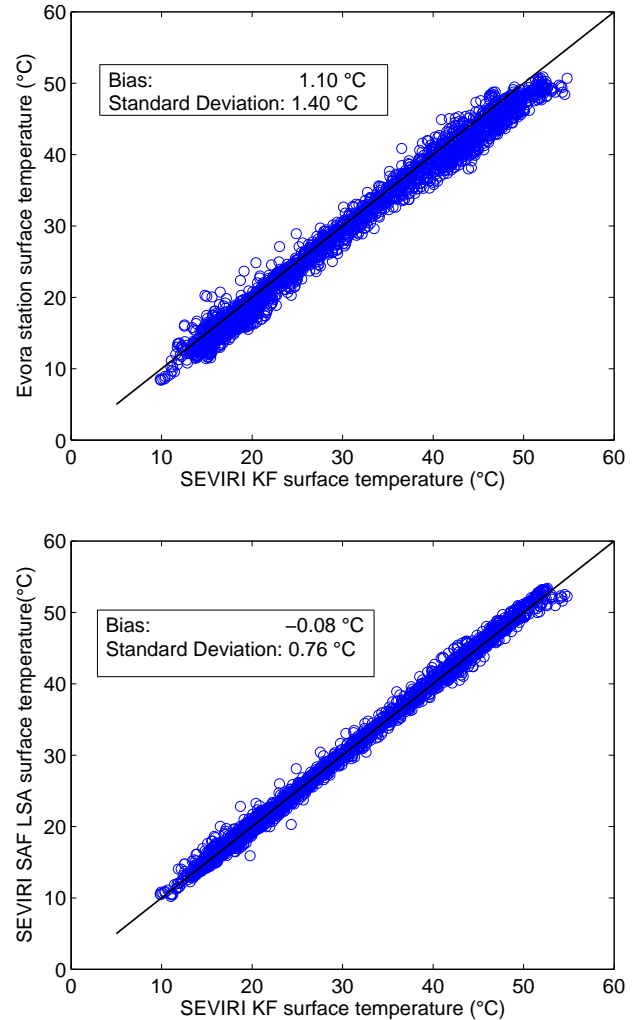 60
50
40
30
20
10
0
Evora station surface temperature (°C)
Bias: 1.10 °C
Standard Deviation: 1.40 °C
0 10 20 30 40 50 60
SEVIRI KF surface temperature (°C)
60
50
40
30
20
10
0
SEVIRI SAF LSA surface temperature(°C)
Bias: −0.08 °C
Standard Deviation: 0.76 °C
0 10 20 30 40 50 60
SEVIRI KF surface temperature (°C)